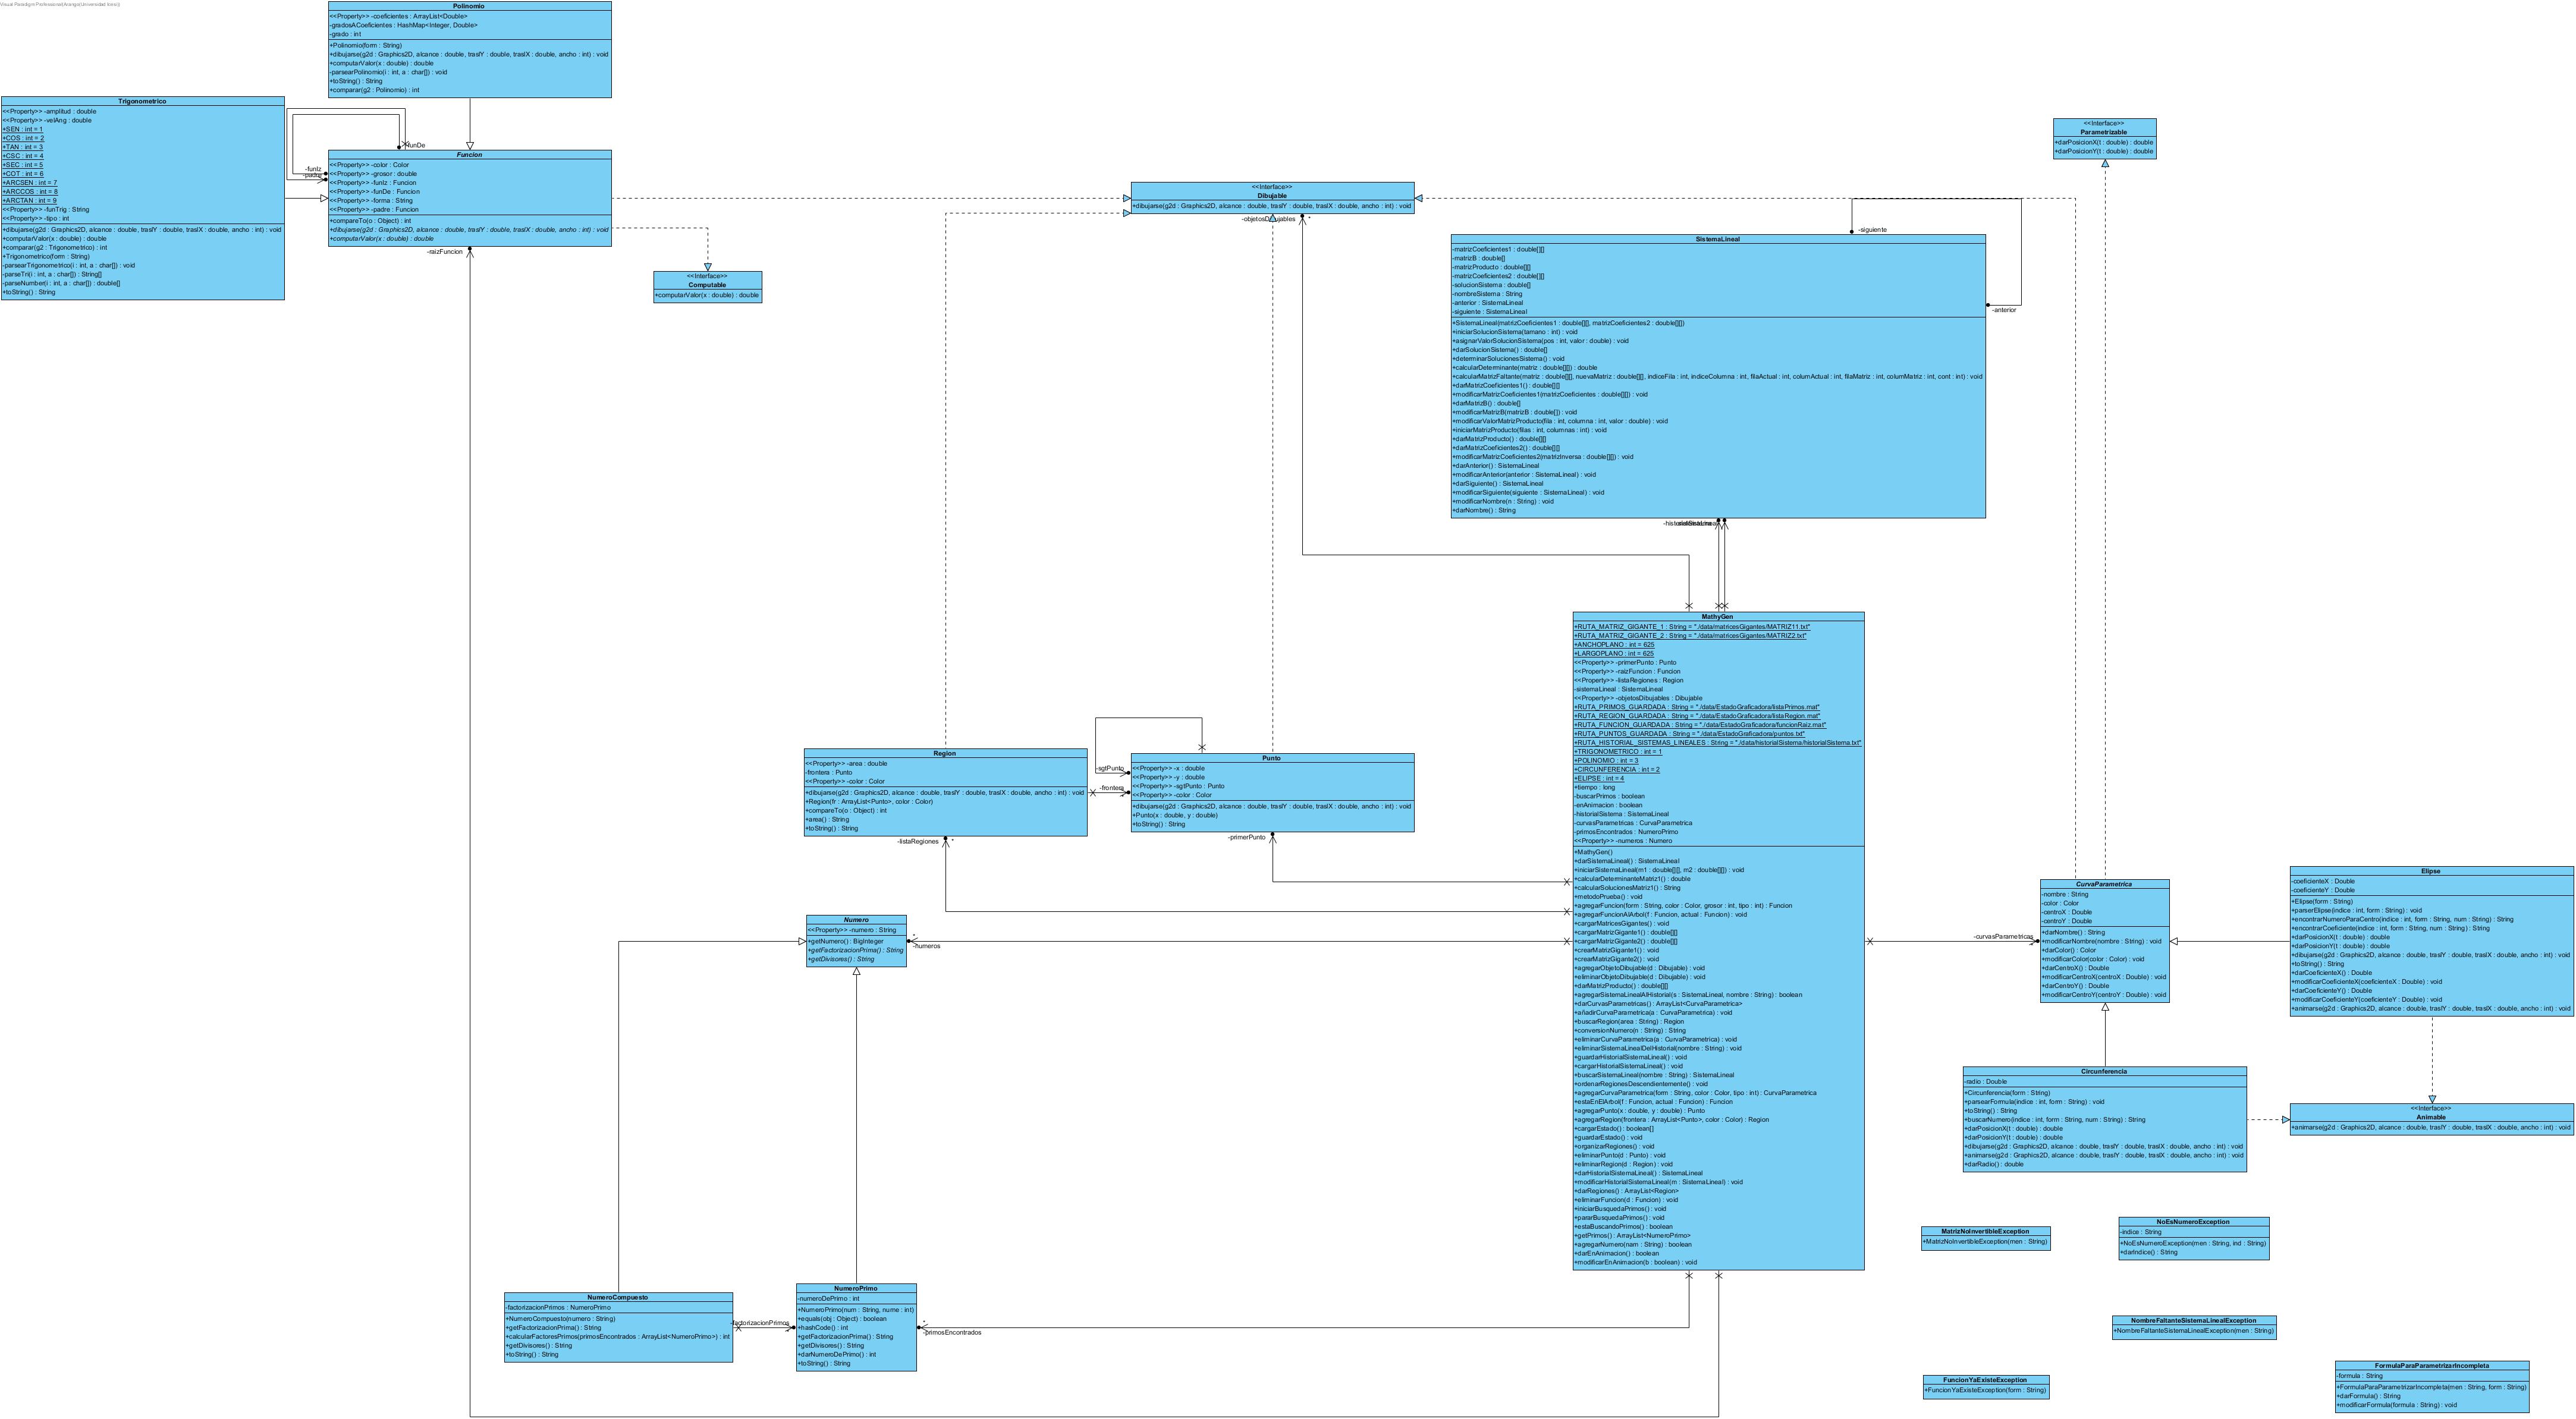 Visual Paradigm Professional(Arango(Universidad Icesi))
Polinomio
<<Property>> -coeficientes : ArrayList<Double>
-gradosACoeficientes : HashMap<Integer, Double>
-grado : int
+Polinomio(form : String)
+dibujarse(g2d : Graphics2D, alcance : double, traslY : double, traslX : double, ancho : int) : void
+computarValor(x : double) : double
-parsearPolinomio(i : int, a : char[]) : void
+toString() : String
+comparar(g2 : Polinomio) : int
Trigonometrico
<<Property>> -amplitud : double
<<Property>> -velAng : double
+SEN : int = 1
+COS : int = 2
+TAN : int = 3
+CSC : int = 4
+SEC : int = 5
+COT : int = 6
+ARCSEN : int = 7
+ARCCOS : int = 8
+ARCTAN : int = 9
<<Property>> -funTrig : String
<<Property>> -tipo : int
+dibujarse(g2d : Graphics2D, alcance : double, traslY : double, traslX : double, ancho : int) : void
+computarValor(x : double) : double
+comparar(g2 : Trigonometrico) : int
+Trigonometrico(form : String)
-parsearTrigonometrico(i : int, a : char[]) : void
-parseTri(i : int, a : char[]) : String[]
-parseNumber(i : int, a : char[]) : double[]
+toString() : String
-funDe
-funIz
-padre
Funcion
<<Property>> -color : Color
<<Property>> -grosor : double
<<Property>> -funIz : Funcion
<<Property>> -funDe : Funcion
<<Property>> -forma : String
<<Property>> -padre : Funcion
+compareTo(o : Object) : int
+dibujarse(g2d : Graphics2D, alcance : double, traslY : double, traslX : double, ancho : int) : void
+computarValor(x : double) : double
-raizFuncion
<<Interface>>
Computable
+computarValor(x : double) : double
<<Interface>>
Dibujable
+dibujarse(g2d : Graphics2D, alcance : double, traslY : double, traslX : double, ancho : int) : void
-objetosDibujables
*
<<Interface>>
Parametrizable
+darPosicionX(t : double) : double
+darPosicionY(t : double) : double
-siguiente
-anterior
SistemaLineal
-matrizCoeficientes1 : double[][]
-matrizB : double[]
-matrizProducto : double[][]
-matrizCoeficientes2 : double[][]
-solucionSistema : double[]
-nombreSistema : String
-anterior : SistemaLineal
-siguiente : SistemaLineal
+SistemaLineal(matrizCoeficientes1 : double[][], matrizCoeficientes2 : double[][])
+iniciarSolucionSistema(tamano : int) : void
+asignarValorSolucionSistema(pos : int, valor : double) : void
+darSolucionSistema() : double[]
+determinarSolucionesSistema() : void
+calcularDeterminante(matriz : double[][]) : double
+calcularMatrizFaltante(matriz : double[][], nuevaMatriz : double[][], indiceFila : int, indiceColumna : int, filaActual : int, columActual : int, filaMatriz : int, columMatriz : int, cont : int) : void
+darMatrizCoeficientes1() : double[][]
+modificarMatrizCoeficientes1(matrizCoeficientes : double[][]) : void
+darMatrizB() : double[]
+modificarMatrizB(matrizB : double[]) : void
+modificarValorMatrizProducto(fila : int, columna : int, valor : double) : void
+iniciarMatrizProducto(filas : int, columnas : int) : void
+darMatrizProducto() : double[][]
+darMatrizCoeficientes2() : double[][]
+modificarMatrizCoeficientes2(matrizInversa : double[][]) : void
+darAnterior() : SistemaLineal
+modificarAnterior(anterior : SistemaLineal) : void
+darSiguiente() : SistemaLineal
+modificarSiguiente(siguiente : SistemaLineal) : void
+modificarNombre(n : String) : void
+darNombre() : String
MathyGen
+RUTA_MATRIZ_GIGANTE_1 : String = "./data/matricesGigantes/MATRIZ11.txt"
+RUTA_MATRIZ_GIGANTE_2 : String = "./data/matricesGigantes/MATRIZ2.txt"
+ANCHOPLANO : int = 625
+LARGOPLANO : int = 625
<<Property>> -primerPunto : Punto
<<Property>> -raizFuncion : Funcion
<<Property>> -listaRegiones : Region
-sistemaLineal : SistemaLineal
<<Property>> -objetosDibujables : Dibujable
+RUTA_PRIMOS_GUARDADA : String = "./data/EstadoGraficadora/listaPrimos.mat"
+RUTA_REGION_GUARDADA : String = "./data/EstadoGraficadora/listaRegion.mat"
+RUTA_FUNCION_GUARDADA : String = "./data/EstadoGraficadora/funcionRaiz.mat"
+RUTA_PUNTOS_GUARDADA : String = "./data/EstadoGraficadora/puntos.txt"
+RUTA_HISTORIAL_SISTEMAS_LINEALES : String = "./data/historialSistema/historialSistema.txt"
+TRIGONOMETRICO : int = 1
+POLINOMIO : int = 3
+CIRCUNFERENCIA : int = 2
+ELIPSE : int = 4
+tiempo : long
-buscarPrimos : boolean
-enAnimacion : boolean
-historialSistema : SistemaLineal
-curvasParametricas : CurvaParametrica
-primosEncontrados : NumeroPrimo
<<Property>> -numeros : Numero
+MathyGen()
+darSistemaLineal() : SistemaLineal
+iniciarSistemaLineal(m1 : double[][], m2 : double[][]) : void
+calcularDeterminanteMatriz1() : double
+calcularSolucionesMatriz1() : String
+metodoPrueba() : void
+agregarFuncion(form : String, color : Color, grosor : int, tipo : int) : Funcion
+agregarFuncionAlArbol(f : Funcion, actual : Funcion) : void
+cargarMatricesGigantes() : void
+cargarMatrizGigante1() : double[][]
+cargarMatrizGigante2() : double[][]
+crearMatrizGigante1() : void
+crearMatrizGigante2() : void
+agregarObjetoDibujable(d : Dibujable) : void
+eliminarObjetoDibujable(d : Dibujable) : void
+darMatrizProducto() : double[][]
+agregarSistemaLinealAlHistorial(s : SistemaLineal, nombre : String) : boolean
+darCurvasParametricas() : ArrayList<CurvaParametrica>
+añadirCurvaParametrica(a : CurvaParametrica) : void
+buscarRegion(area : String) : Region
+conversionNumero(n : String) : String
+eliminarCurvaParametrica(a : CurvaParametrica) : void
+eliminarSistemaLinealDelHistorial(nombre : String) : void
+guardarHistorialSistemaLineal() : void
+cargarHistorialSistemaLineal() : void
+buscarSistemaLineal(nombre : String) : SistemaLineal
+ordenarRegionesDescendientemente() : void
+agregarCurvaParametrica(form : String, color : Color, tipo : int) : CurvaParametrica
+estaEnElArbol(f : Funcion, actual : Funcion) : Funcion
+agregarPunto(x : double, y : double) : Punto
+agregarRegion(frontera : ArrayList<Punto>, color : Color) : Region
+cargarEstado() : boolean[]
+guardarEstado() : void
+organizarRegiones() : void
+eliminarPunto(d : Punto) : void
+eliminarRegion(d : Region) : void
+darHistorialSistemaLineal() : SistemaLineal
+modificarHistorialSistemaLineal(m : SistemaLineal) : void
+darRegiones() : ArrayList<Region>
+eliminarFuncion(d : Funcion) : void
+iniciarBusquedaPrimos() : void
+pararBusquedaPrimos() : void
+estaBuscandoPrimos() : boolean
+getPrimos() : ArrayList<NumeroPrimo>
+agregarNumero(nam : String) : boolean
+darEnAnimacion() : boolean
+modificarEnAnimacion(b : boolean) : void
Region
<<Property>> -area : double
-frontera : Punto
<<Property>> -color : Color
+dibujarse(g2d : Graphics2D, alcance : double, traslY : double, traslX : double, ancho : int) : void
+Region(fr : ArrayList<Punto>, color : Color)
+compareTo(o : Object) : int
+area() : String
+toString() : String
-listaRegiones
*
-sgtPunto
-frontera
Punto
<<Property>> -x : double
<<Property>> -y : double
<<Property>> -sgtPunto : Punto
<<Property>> -color : Color
+dibujarse(g2d : Graphics2D, alcance : double, traslY : double, traslX : double, ancho : int) : void
+Punto(x : double, y : double)
+toString() : String
-primerPunto
Numero
<<Property>> -numero : String
+getNumero() : BigInteger
+getFactorizacionPrima() : String
+getDivisores() : String
*
-numeros
-curvasParametricas
CurvaParametrica
-nombre : String
-color : Color
-centroX : Double
-centroY : Double
+darNombre() : String
+modificarNombre(nombre : String) : void
+darColor() : Color
+modificarColor(color : Color) : void
+darCentroX() : Double
+modificarCentroX(centroX : Double) : void
+darCentroY() : Double
+modificarCentroY(centroY : Double) : void
Elipse
-coeficienteX : Double
-coeficienteY : Double
+Elipse(form : String)
+parserElipse(indice : int, form : String) : void
+encontrarNumeroParaCentro(indice : int, form : String, num : String) : String
+encontrarCoeficiente(indice : int, form : String, num : String) : String
+darPosicionX(t : double) : double
+darPosicionY(t : double) : double
+dibujarse(g2d : Graphics2D, alcance : double, traslY : double, traslX : double, ancho : int) : void
+toString() : String
+darCoeficienteX() : Double
+modificarCoeficienteX(coeficienteX : Double) : void
+darCoeficienteY() : Double
+modificarCoeficienteY(coeficienteY : Double) : void
+animarse(g2d : Graphics2D, alcance : double, traslY : double, traslX : double, ancho : int) : void
Circunferencia
-radio : Double
+Circunferencia(form : String)
+parsearFormula(indice : int, form : String) : void
+toString() : String
+buscarNumero(indice : int, form : String, num : String) : String
+darPosicionX(t : double) : double
+darPosicionY(t : double) : double
+dibujarse(g2d : Graphics2D, alcance : double, traslY : double, traslX : double, ancho : int) : void
+animarse(g2d : Graphics2D, alcance : double, traslY : double, traslX : double, ancho : int) : void
+darRadio() : double
<<Interface>>
Animable
+animarse(g2d : Graphics2D, alcance : double, traslY : double, traslX : double, ancho : int) : void
NumeroCompuesto
-factorizacionPrimos : NumeroPrimo
+NumeroCompuesto(numero : String)
+getFactorizacionPrima() : String
+calcularFactoresPrimos(primosEncontrados : ArrayList<NumeroPrimo>) : int
+getDivisores() : String
+toString() : String
-factorizacionPrimos
NumeroPrimo
-numeroDePrimo : int
+NumeroPrimo(num : String, nume : int)
+equals(obj : Object) : boolean
+hashCode() : int
+getFactorizacionPrima() : String
+getDivisores() : String
+darNumeroDePrimo() : int
+toString() : String
*
-primosEncontrados
MatrizNoInvertibleException
+MatrizNoInvertibleException(men : String)
NoEsNumeroException
-indice : String
+NoEsNumeroException(men : String, ind : String)
+darIndice() : String
NombreFaltanteSistemaLinealException
+NombreFaltanteSistemaLinealException(men : String)
FuncionYaExisteException
+FuncionYaExisteException(form : String)
FormulaParaParametrizarIncompleta
-formula : String
+FormulaParaParametrizarIncompleta(men : String, form : String)
+darFormula() : String
+modificarFormula(formula : String) : void